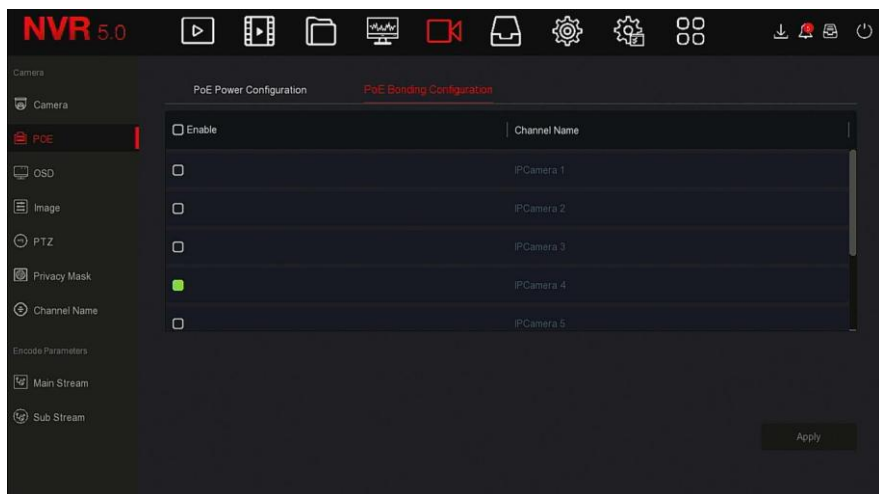 NVR 5.0
Camera
Camera
POE
OSD
Image
PTZ
Privacy Mask
Channel Name
Encode Parameters
Main Stream
Sub Stream
PoE Power Configuration PoE Bonding Configuration
Enable Channel Name
IPCamera 1
IPCamera 2
IPCamera 3
IPCamera 4
IPCamera 5
Apply